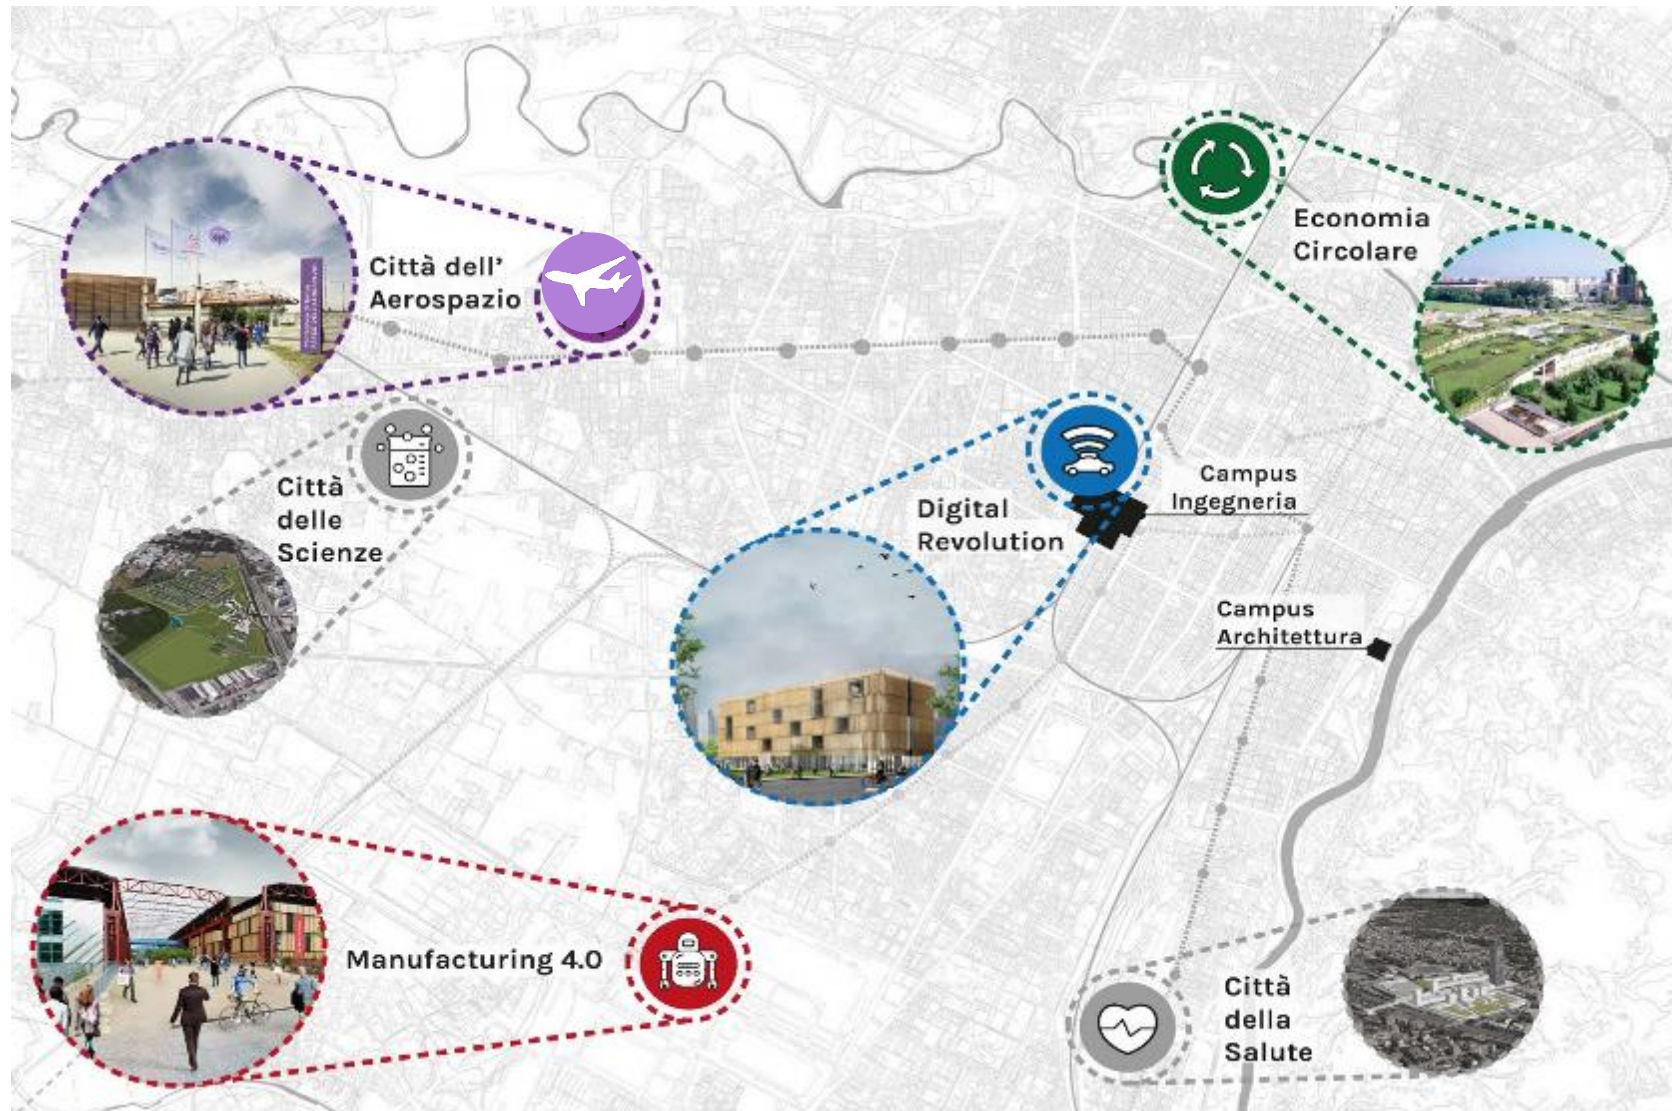 Città dell'
Aerospazio
Economia
Circolare
Città
delle
Scienze
Digital
Revolution
Campus
Ingegneria
Campus
Architettura
Manufacturing 4.0
Città
della
Salute